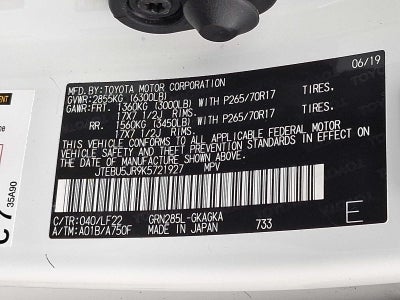 MFD. BY:TOYOTA MOTOR CORPORATION 06/19
GVWR:2855KG (6300LB)
GAWR:FRT. 1360KG (3000LB) WITH P265/70R17 TIRES.
17X7 1/2J RIMS.
RR. 1560KG (3450LB) WITH P265/70R17 TIRES.
17X7 1/2J RIMS.
THIS VEHICLE CONFORMS TO ALL APPLICABLE FEDERAL MOTOR
VEHICLE SAFETY AND THEFT PREVENTION STANDARDS IN EFFECT
ON THE DATE OF MANUFACTURE SHOWN ABOVE.
JTEBU5JR9K5721927 MPV
C/TR:040/LF22 GRN285L-GKAGKA
A/TM:A01B/A750F MADE IN JAPAN 733 E
35A90